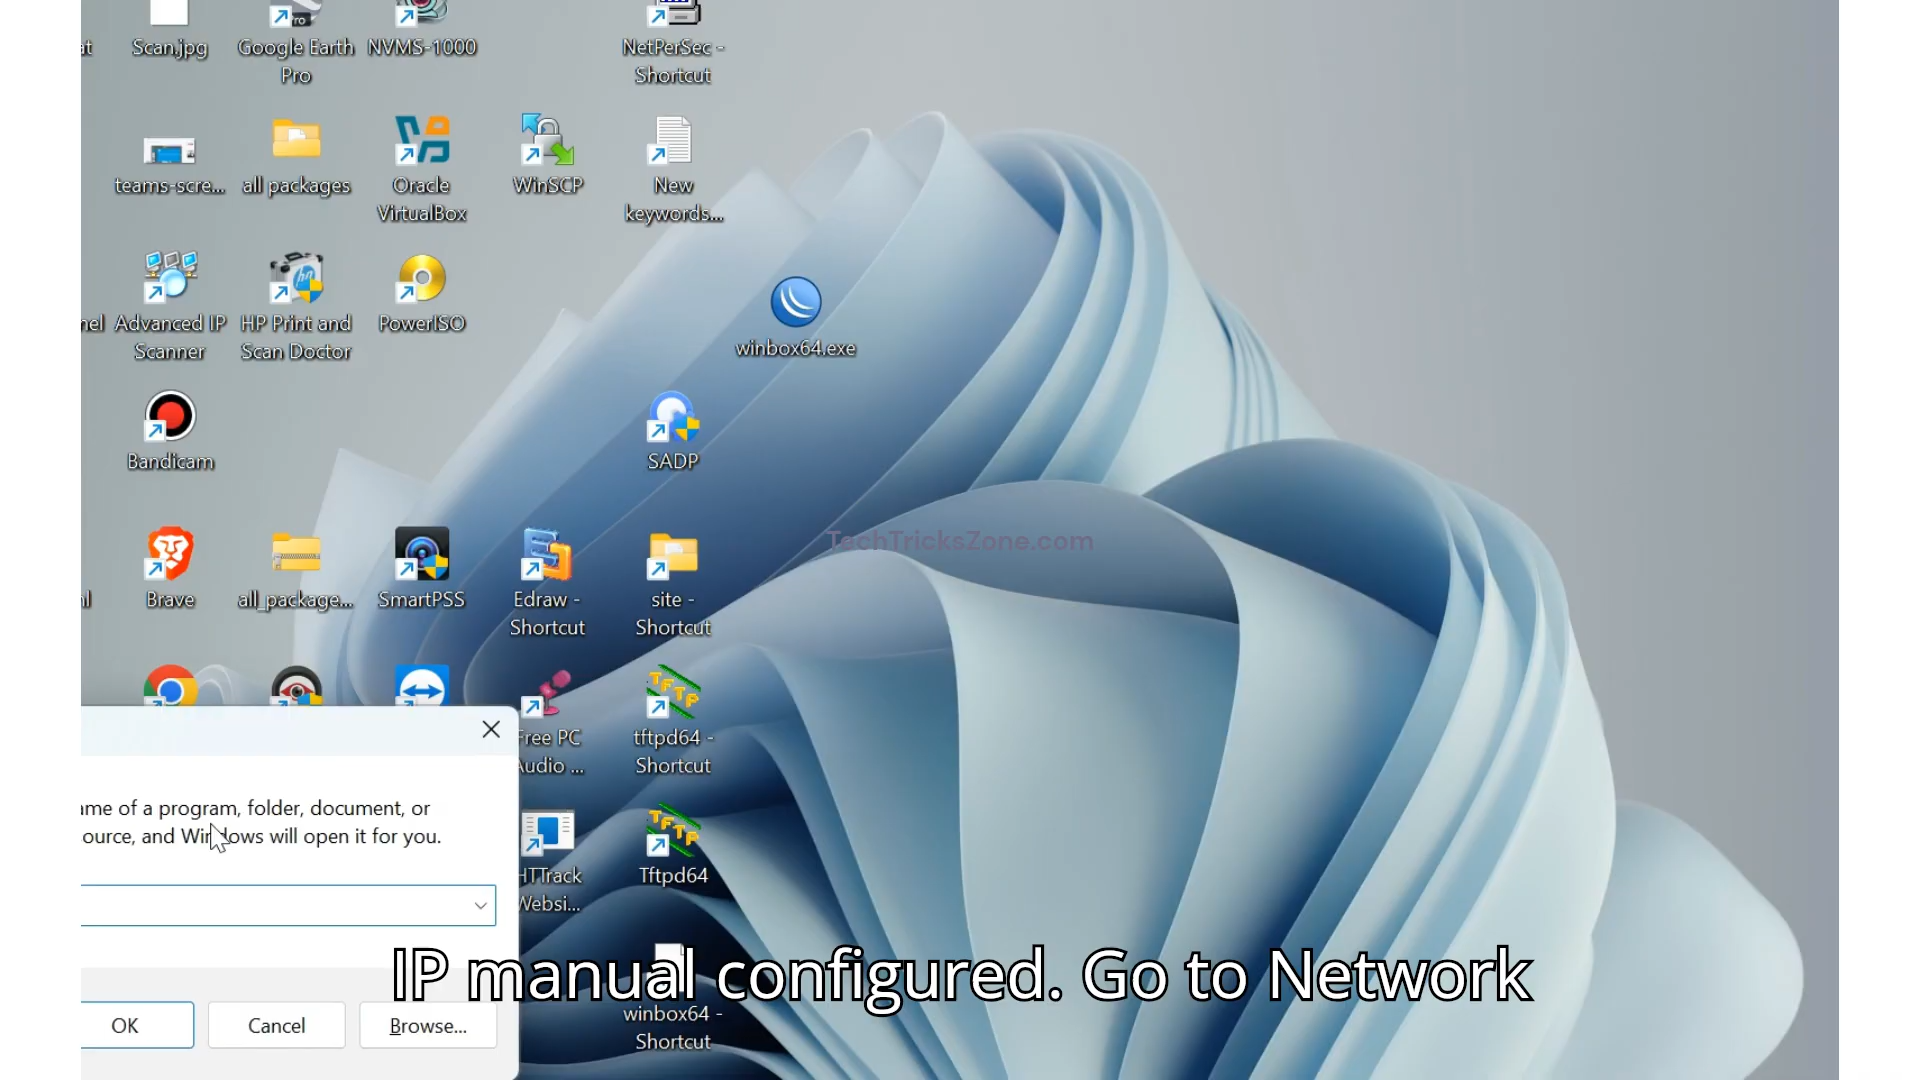 Scan.jpg
Google Earth
Pro
NVMS-1000
NetPerSec -
Shortcut
teams-scre...
all packages
Oracle
VirtualBox
WinSCP
New
keywords...
Advanced IP
Scanner
HP Print and
Scan Doctor
PowerISO
winbox64.exe
Bandicam
SADP
TechTricksZone.com
Brave
all_package...
SmartPSS
Edraw -
Shortcut
site -
Shortcut
Free PC
Audio ...
tftpd64 -
Shortcut
ame of a program, folder, document, or
ource, and Windows will open it for you.
HTTrack
Websi...
Tftpd64
IP manual configured. Go to Network
winbox64 -
Shortcut
OK
Cancel
Browse...